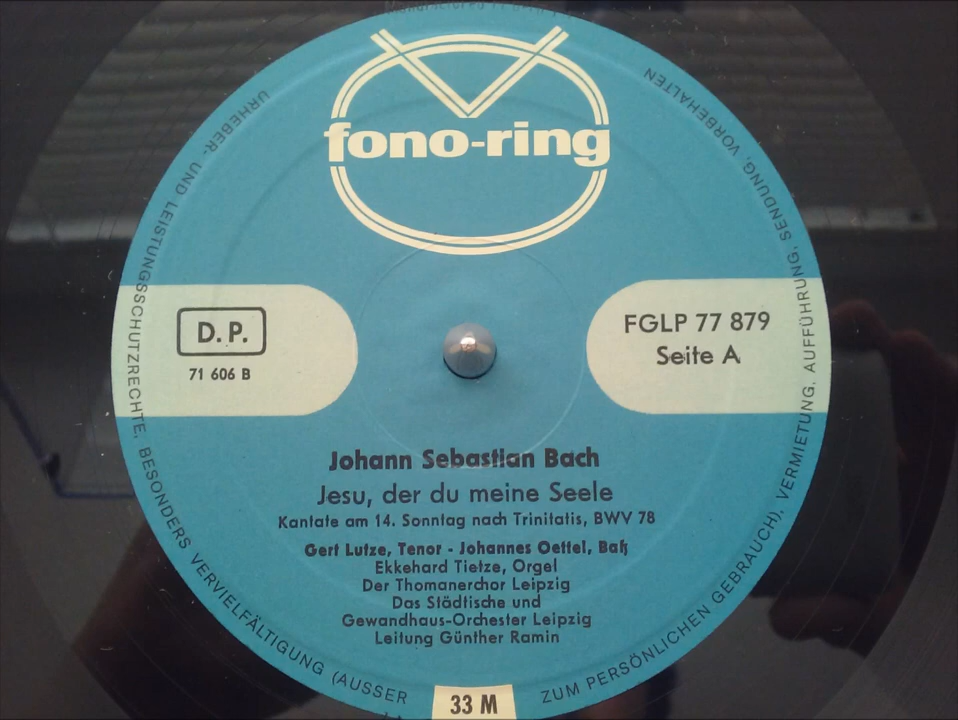 fono-ring
D. P.
71 606 B
FGLP 77 879
Seite A
Johann Sebastian Bach
Jesu, der du meine Seele
Kantate am 14. Sonntag nach Trinitatis, BWV 78
Gert Lutze, Tenor - Johannes Oettel, Baß
Ekkehard Tietze, Orgel
Der Thomanerchor Leipzig
Das Städtische und
Gewandhaus-Orchester Leipzig
Leitung Günther Ramin
33 M
URHEBER- UND LEISTUNGSSCHUTZRECHTE, BESONDERS VERVIELFÄLTIGUNG (AUSSER ZUM PERSÖNLICHEN GEBRAUCH), VERMIETUNG, AUFFÜHRUNG, SENDUNG, VORBEHALTEN